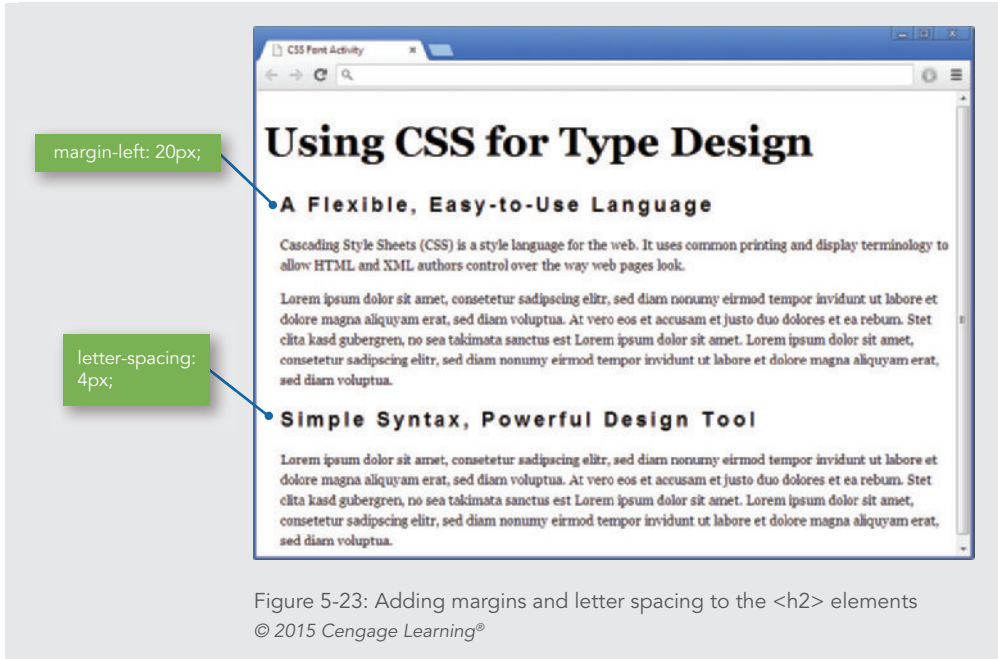 CSS Font Activity
Using CSS for Type Design
margin-left: 20px;
A Flexible, Easy-to-Use Language
Cascading Style Sheets (CSS) is a style language for the web. It uses common printing and display terminology to
allow HTML and XML authors control over the way web pages look.
Lorem ipsum dolor sit amet, consetetur sadipscing elitr, sed diam nonumy eirmod tempor invidunt ut labore et
dolore magna aliquyam erat, sed diam voluptua. At vero eos et accusam et justo duo dolores et ea rebum. Stet
clita kasd gubergren, no sea takimata sanctus est Lorem ipsum dolor sit amet. Lorem ipsum dolor sit amet,
consetetur sadipscing elitr, sed diam nonumy eirmod tempor invidunt ut labore et dolore magna aliquyam erat,
sed diam voluptua.
letter-spacing:
4px;
Simple Syntax, Powerful Design Tool
Lorem ipsum dolor sit amet, consetetur sadipscing elitr, sed diam nonumy eirmod tempor invidunt ut labore et
dolore magna aliquyam erat, sed diam voluptua. At vero eos et accusam et justo duo dolores et ea rebum. Stet
clita kasd gubergren, no sea takimata sanctus est Lorem ipsum dolor sit amet. Lorem ipsum dolor sit amet,
consetetur sadipscing elitr, sed diam nonumy eirmod tempor invidunt ut labore et dolore magna aliquyam erat,
sed diam voluptua.
Figure 5-23: Adding margins and letter spacing to the <h2> elements
© 2015 Cengage Learning®